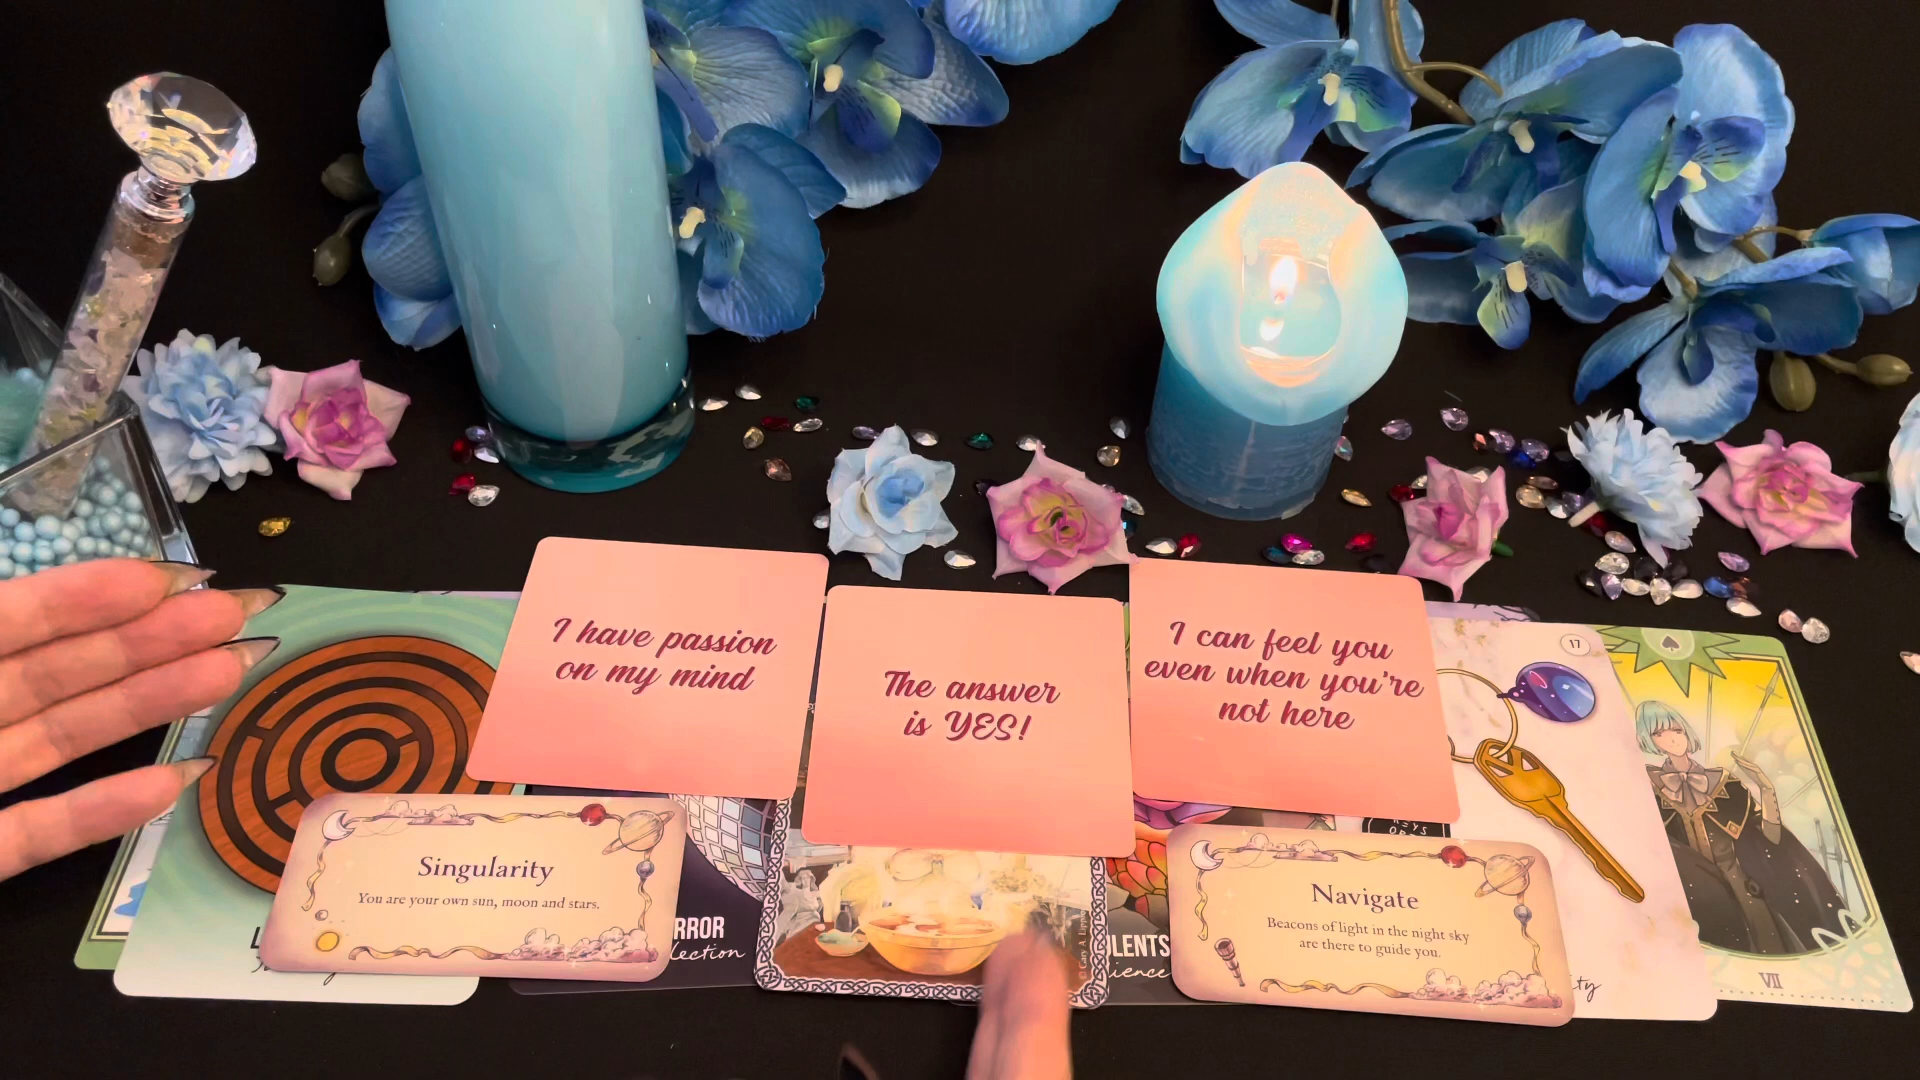 I have passion
on my mind
The answer
is YES!
I can feel you
even when you're
not here
17
Singularity
You are your own sun, moon and stars.
Navigate
Beacons of light in the night sky
are there to guide you.
VII